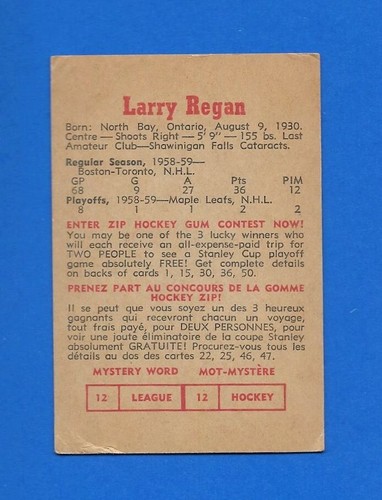 Larry Regan
Born: North Bay, Ontario, August 9, 1930.
Centre — Shoots Right — 5' 9" — 155 bs. Last
Amateur Club—Shawinigan Falls Cataracts.
Regular Season, 1958-59—
Boston-Toronto, N.H.L.
GP G A Pts PIM
68 9 27 36 12
Playoffs, 1958-59—Maple Leafs, N.H.L.
8 1 1 2 2
ENTER ZIP HOCKEY GUM CONTEST NOW!
You may be one of the 3 lucky winners who
will each receive an all-expense-paid trip for
TWO PEOPLE to see a Stanley Cup playoff
game absolutely FREE! Get complete details
on backs of cards 1, 15, 30, 36, 50.
PRENEZ PART AU CONCOURS DE LA GOMME
HOCKEY ZIP!
Il se peut que vous soyez un des 3 heureux
gagnants qui recevront chacun un voyage,
tout frais payé, pour DEUX PERSONNES, pour
voir une joute éliminatoire de la coupe Stanley
absolument GRATUITE! Procurez-vous tous les
détails au dos des cartes 22, 25, 46, 47.
MYSTERY WORD MOT-MYSTÈRE
12 LEAGUE 12 HOCKEY